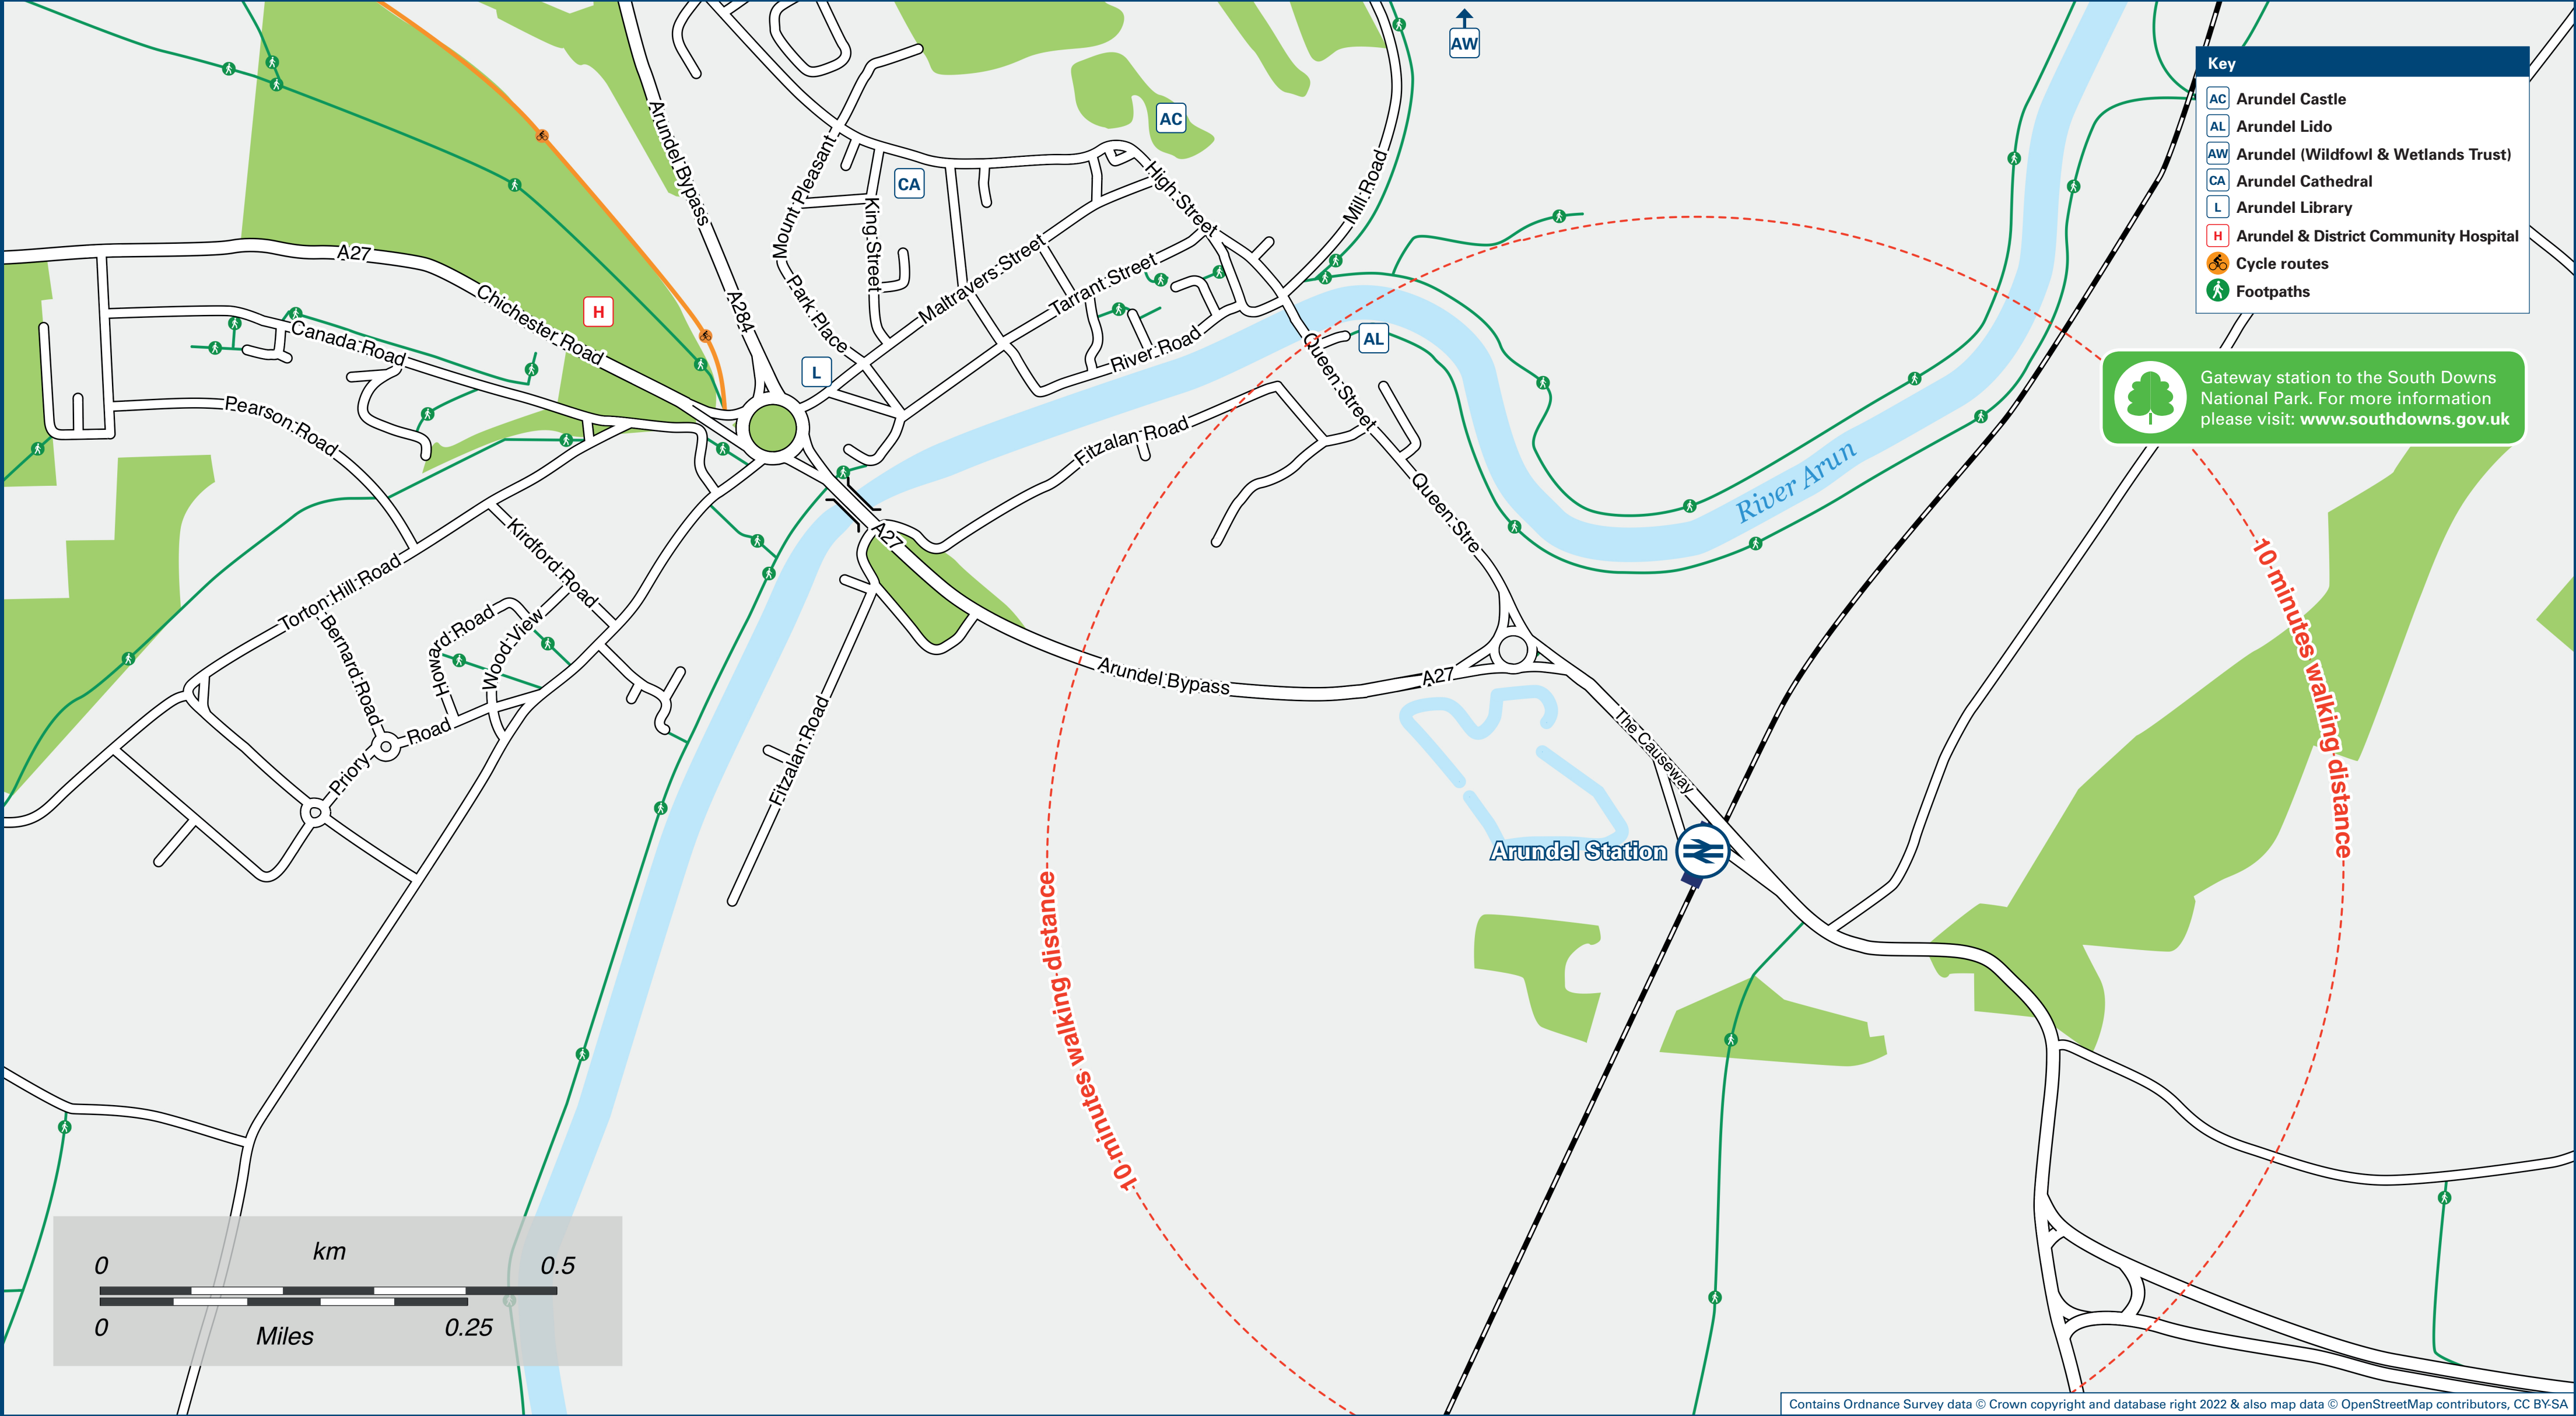 AW
Key
AC Arundel Castle
AL Arundel Lido
AW Arundel (Wildfowl & Wetlands Trust)
CA Arundel Cathedral
L Arundel Library
H Arundel & District Community Hospital
Cycle routes
Footpaths
Gateway station to the South Downs
National Park. For more information
please visit: www.southdowns.gov.uk
AC
CA
H
L
AL
Arundel Bypass
A284
Mount Pleasant
King Street
Park Place
High Street
Mill Road
Maltravers Street
Tarrant Street
River Road
A27
Chichester Road
Canada Road
Pearson Road
Queen Street
Fitzalan Road
Queen Stre
River Arun
A27
Kirdford Road
Torton Hill Road
Bernard Road
Howard Road
Wood View
Priory Road
Fitzalan Road
Arundel Bypass
A27
The Causeway
Arundel Station
10 minutes walking distance
10 minutes walking distance
km
0 0.5
0 0.25
Miles
Contains Ordnance Survey data © Crown copyright and database right 2022 & also map data © OpenStreetMap contributors, CC BY-SA